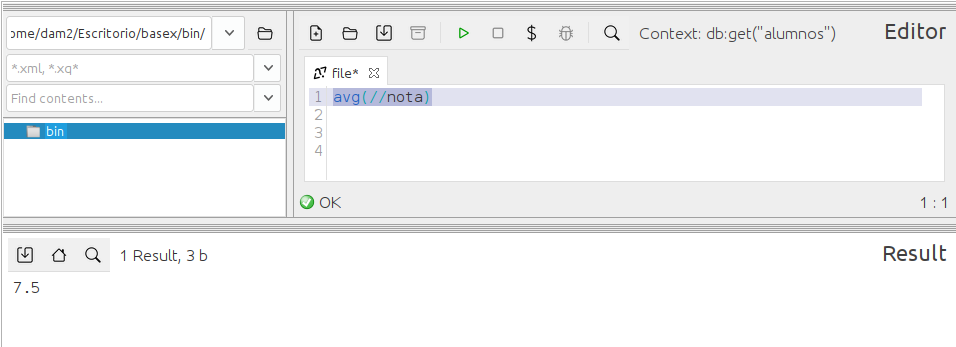 ome/dam2/Escritorio/basex/bin/
*.xml, *.xq*
Find contents...
bin
$ Context: db:get("alumnos") Editor
file*
1 avg(//nota)
2
3
4
OK 1 : 1
1 Result, 3 b Result
7.5